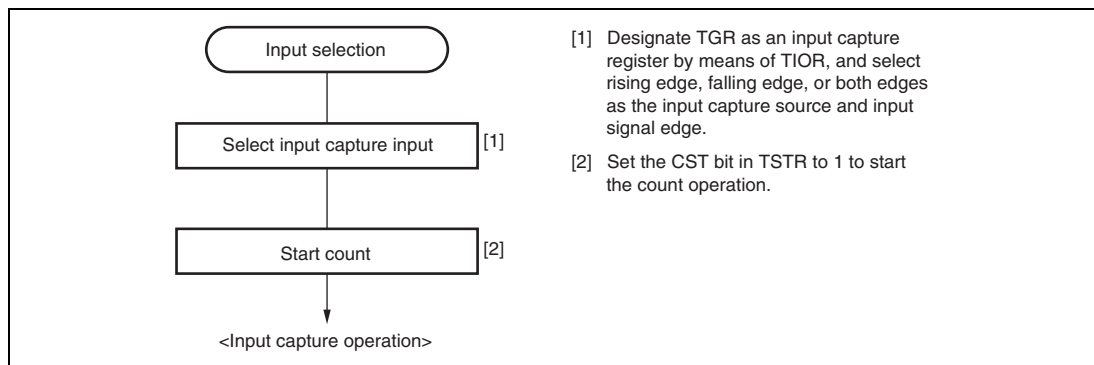 Input selection
Select input capture input
[1]
Start count
[2]
<Input capture operation>
[1] Designate TGR as an input capture
register by means of TIOR, and select
rising edge, falling edge, or both edges
as the input capture source and input
signal edge.
[2] Set the CST bit in TSTR to 1 to start
the count operation.